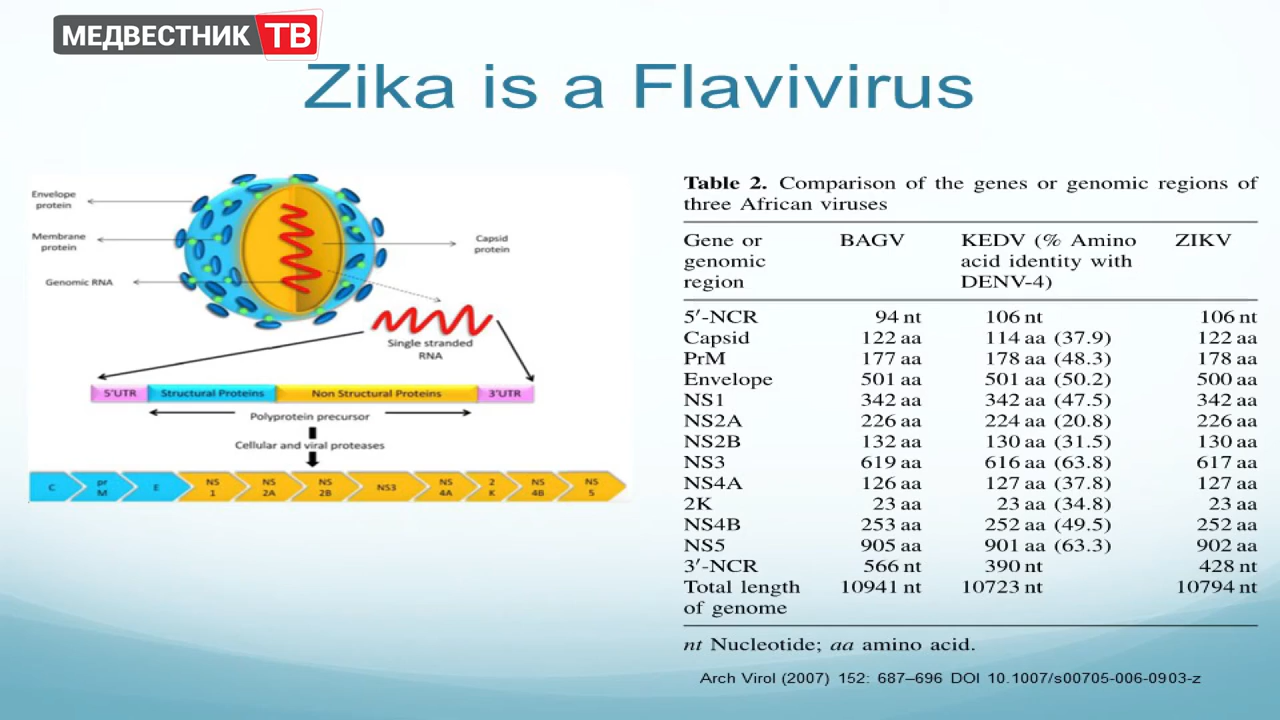 МЕДВЕСТНИК ТВ
Zika is a Flavivirus
Envelope
protein
Membrane
protein
Genomic RNA
Capsid
protein
Single stranded
RNA
5'UTR Structural Proteins Non Structural Proteins 3'UTR
Polyprotein precursor
Cellular and viral proteases
C
pr
M
E
NS
1
NS
2A
NS
2B
NS3
NS
4A
2
K
NS
4B
NS
5
Table 2. Comparison of the genes or genomic regions of
three African viruses
Gene or BAGV KEDV (% Amino ZIKV
genomic acid identity with
region DENV-4)
5′-NCR 94 nt 106 nt 106 nt
Capsid 122 aa 114 aa (37.9) 122 aa
PrM 177 aa 178 aa (48.3) 178 aa
Envelope 501 aa 501 aa (50.2) 500 aa
NS1 342 aa 342 aa (47.5) 342 aa
NS2A 226 aa 224 aa (20.8) 226 aa
NS2B 132 aa 130 aa (31.5) 130 aa
NS3 619 aa 616 aa (63.8) 617 aa
NS4A 126 aa 127 aa (37.8) 127 aa
2K 23 aa 23 aa (34.8) 23 aa
NS4B 253 aa 252 aa (49.5) 252 aa
NS5 905 aa 901 aa (63.3) 902 aa
3′-NCR 566 nt 390 nt 428 nt
Total length 10941 nt 10723 nt 10794 nt
of genome
nt Nucleotide; aa amino acid.
Arch Virol (2007) 152: 687–696 DOI 10.1007/s00705-006-0903-z